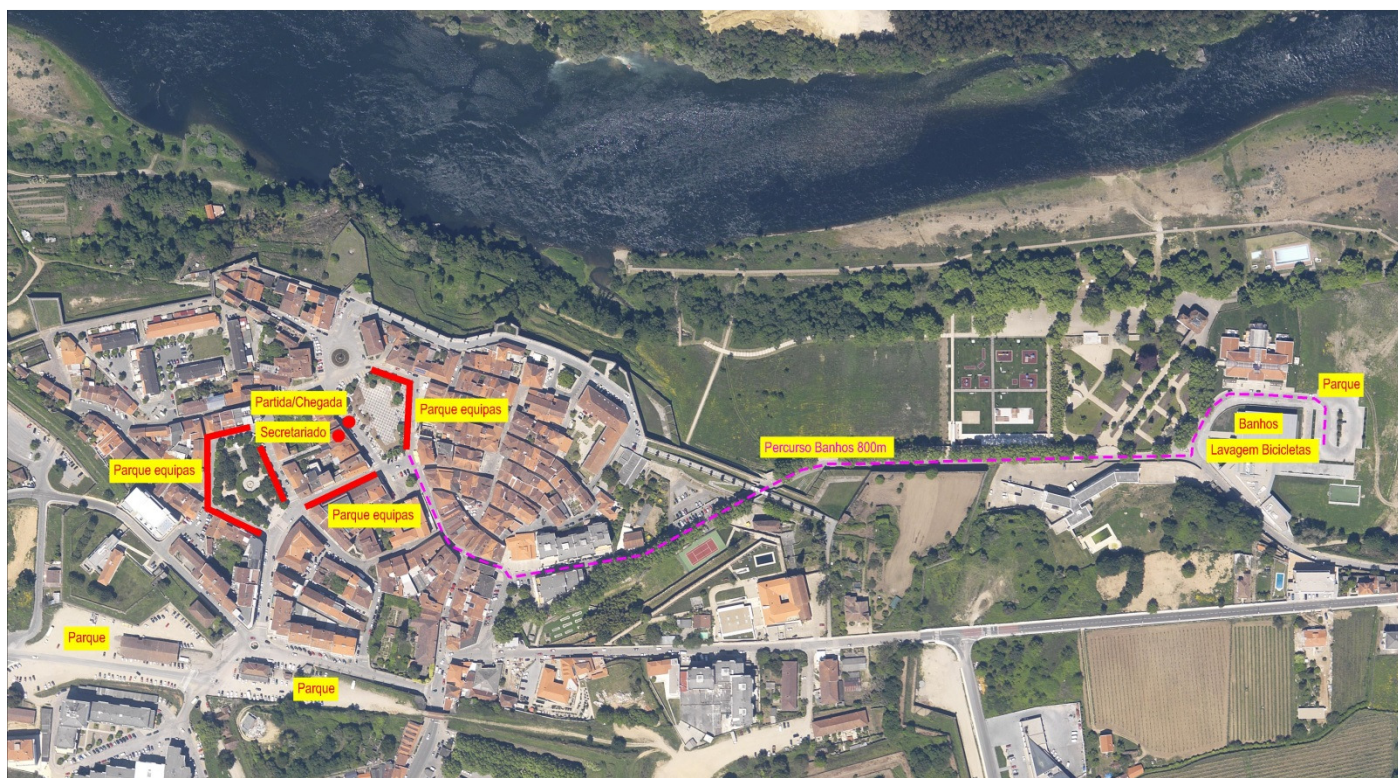 Partida/Chegada
Secretariado
Parque equipas
Parque equipas
Parque equipas
Percurso Banhos 800m
Parque
Banhos
Lavagem Bicicletas
Parque
Parque